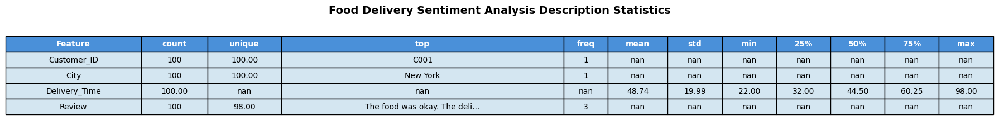 Food Delivery Sentiment Analysis Description Statistics
Feature count unique top freq mean std min 25% 50% 75% max
Customer_ID 100 100.00 C001 1 nan nan nan nan nan nan nan
City 100 100.00 New York 1 nan nan nan nan nan nan nan
Delivery_Time 100.00 nan nan nan 48.74 19.99 22.00 32.00 44.50 60.25 98.00
Review 100 98.00 The food was okay. The deli... 3 nan nan nan nan nan nan nan